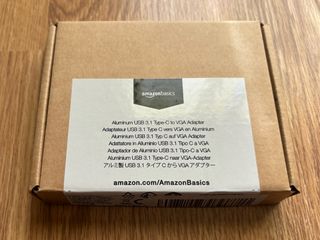 amazonbasics
Aluminum USB 3.1 Type-C to VGA Adapter
Adaptateur USB 3.1 Type C vers VGA en Aluminium
Aluminium USB 3.1 Typ C auf VGA Adapter
Adattatore in Alluminio USB 3.1 Tipo C a VGA
Adaptador de Aluminio USB 3.1 Tipo-C a VGA
Aluminium USB 3.1 Type-C naar VGA-Adapter
アルミ製 USB 3.1 タイプ C から VGA アダプター
amazon.com/AmazonBasics